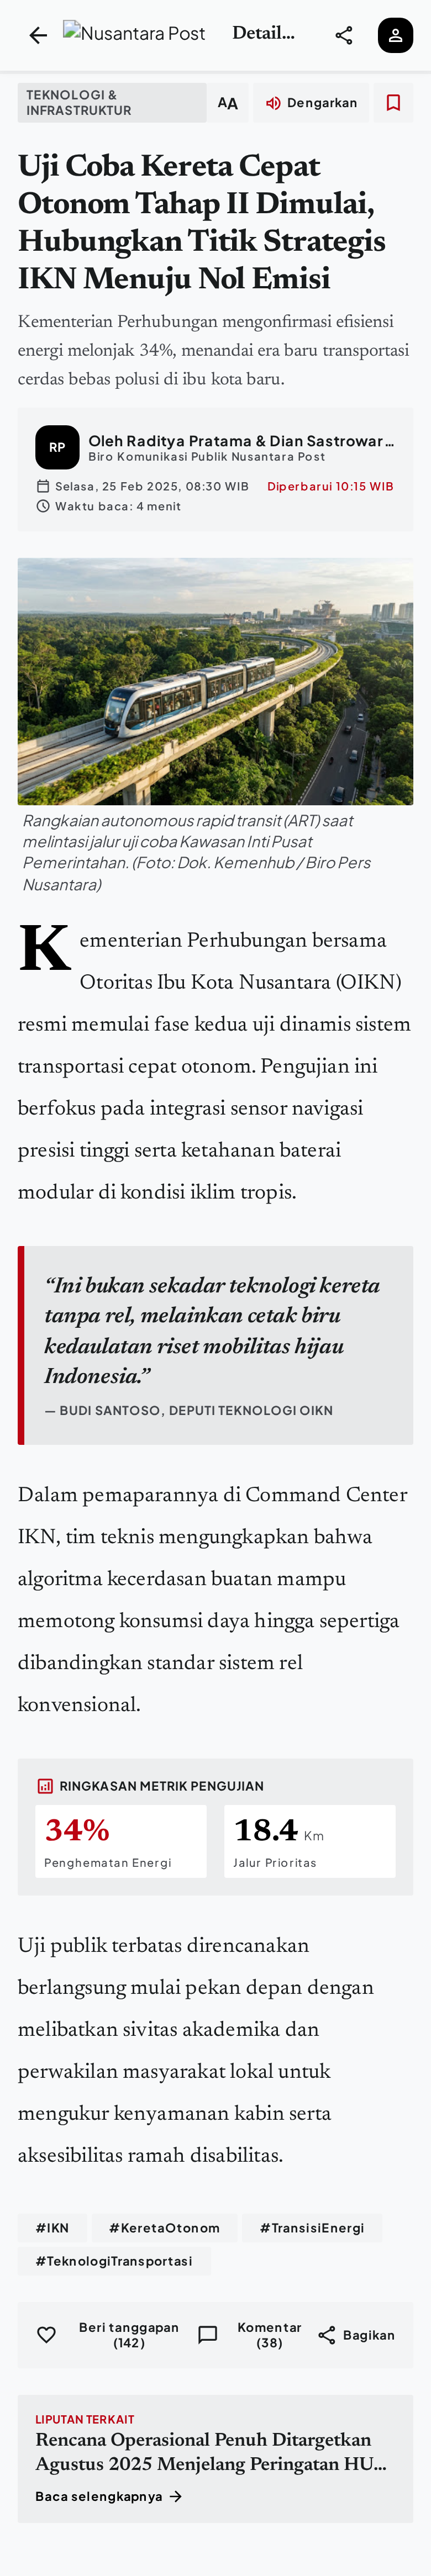 Nusantara Post
Detail...
TEKNOLOGI &
INFRASTRUKTUR
AA
Dengarkan
Uji Coba Kereta Cepat
Otonom Tahap II Dimulai,
Hubungkan Titik Strategis
IKN Menuju Nol Emisi
Kementerian Perhubungan mengonfirmasi efisiensi
energi melonjak 34%, menandai era baru transportasi
cerdas bebas polusi di ibu kota baru.
RP
Oleh Raditya Pratama & Dian Sastrowar...
Biro Komunikasi Publik Nusantara Post
Selasa, 25 Feb 2025, 08:30 WIB
Diperbarui 10:15 WIB
Waktu baca: 4 menit
Rangkaian autonomous rapid transit (ART) saat
melintasi jalur uji coba Kawasan Inti Pusat
Pemerintahan. (Foto: Dok. Kemenhub / Biro Pers
Nusantara)
Kementerian Perhubungan bersama
Otoritas Ibu Kota Nusantara (OIKN)
resmi memulai fase kedua uji dinamis sistem
transportasi cepat otonom. Pengujian ini
berfokus pada integrasi sensor navigasi
presisi tinggi serta ketahanan baterai
modular di kondisi iklim tropis.
“Ini bukan sekadar teknologi kereta
tanpa rel, melainkan cetak biru
kedaulatan riset mobilitas hijau
Indonesia.”
— BUDI SANTOSO, DEPUTI TEKNOLOGI OIKN
Dalam pemaparannya di Command Center
IKN, tim teknis mengungkapkan bahwa
algoritma kecerdasan buatan mampu
memotong konsumsi daya hingga sepertiga
dibandingkan standar sistem rel
konvensional.
RINGKASAN METRIK PENGUJIAN
34%
Penghematan Energi
18.4 Km
Jalur Prioritas
Uji publik terbatas direncanakan
berlangsung mulai pekan depan dengan
melibatkan sivitas akademika dan
perwakilan masyarakat lokal untuk
mengukur kenyamanan kabin serta
aksesibilitas ramah disabilitas.
#IKN
#KeretaOtonom
#TransisiEnergi
#TeknologiTransportasi
Beri tanggapan
(142)
Komentar
(38)
Bagikan
LIPUTAN TERKAIT
Rencana Operasional Penuh Ditargetkan
Agustus 2025 Menjelang Peringatan HU...
Baca selengkapnya